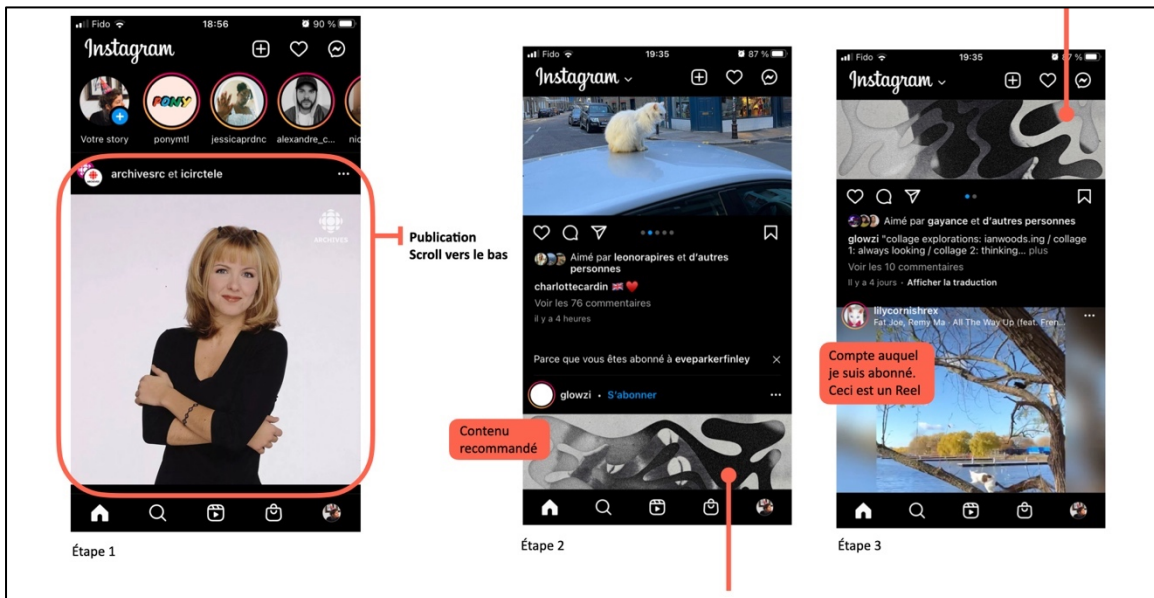 Fido 18:56 90 %
Instagram
PONY
Votre story ponymtl jessicaprdnc alexandre_c... nic
archivesrc et icirctele
ARCHIVES
Publication
Scroll vers le bas
Étape 1
Fido 19:35 87 %
Instagram
Aimé par leonorapires et d'autres
personnes
charlottecardin 🇬🇧❤️
Voir les 76 commentaires
il y a 4 heures
Parce que vous êtes abonné à eveparkerfinley
glowzi • S'abonner
Contenu
recommandé
Étape 2
Fido 19:35 87 %
Instagram
Aimé par gayance et d'autres personnes
glowzi "collage explorations: ianwoods.ing / collage
1: always looking / collage 2: thinking... plus
Voir les 10 commentaires
Il y a 4 jours · Afficher la traduction
lilycornishrex
Fat Joe, Remy Ma · All The Way Up (feat. Fren...
Compte auquel
je suis abonné.
Ceci est un Reel
Étape 3